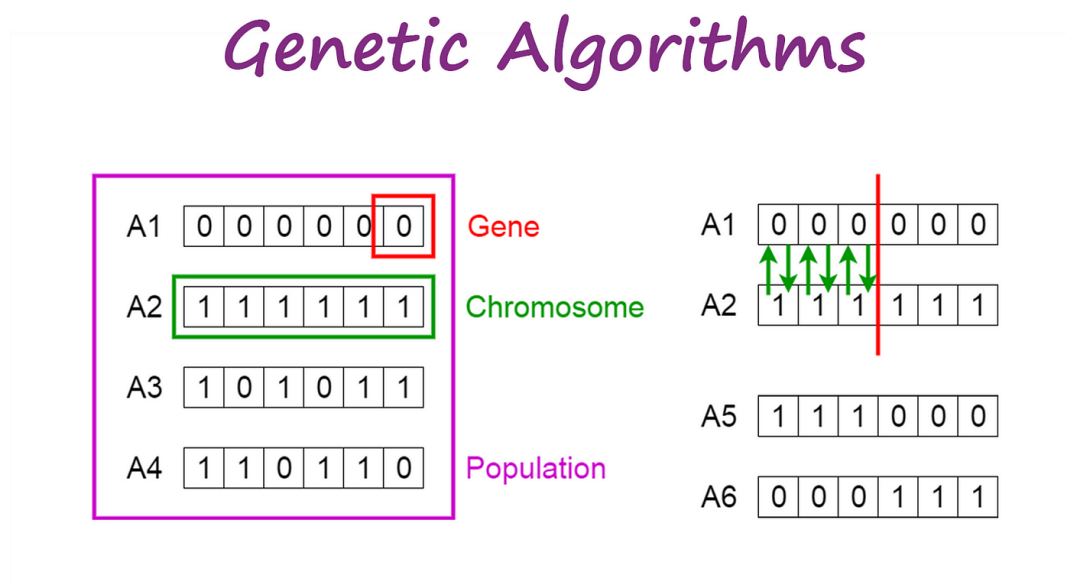 Genetic Algorithms
A1 0 0 0 0 0 0 Gene
A2 1 1 1 1 1 1 Chromosome
A3 1 0 1 0 1 1
A4 1 1 0 1 1 0 Population
A1 0 0 0 0 0 0
A2 1 1 1 1 1 1
A5 1 1 1 0 0 0
A6 0 0 0 1 1 1